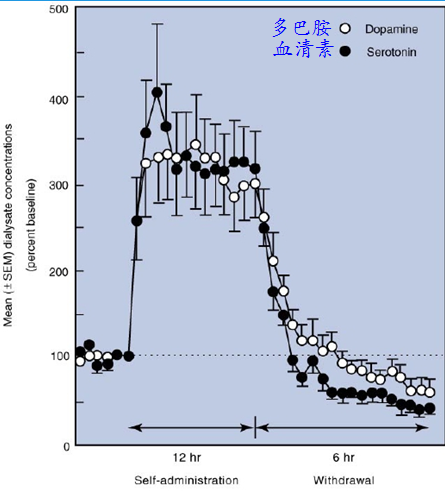 多巴胺 Dopamine
血清素 Serotonin
500
400
300
200
100
0
Mean (± SEM) dialysate concentrations
(percent baseline)
12 hr
6 hr
Self-administration
Withdrawal